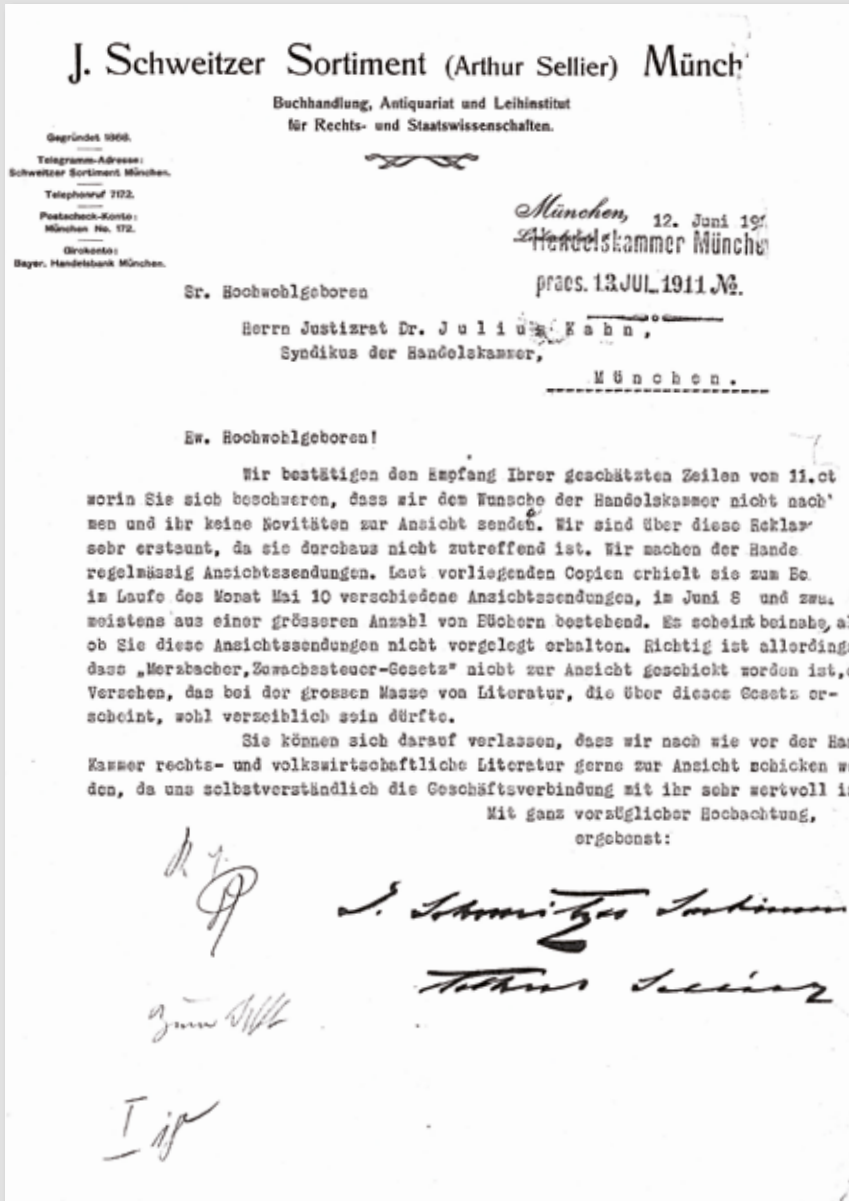 J. Schweitzer Sortiment (Arthur Sellier) Münch
Buchhandlung, Antiquariat und Leihinstitut
für Rechts- und Staatswissenschaften.
Gegründet 1868.
Telegramm-Adresse:
Schweitzer Sortiment München.
Telephonruf 7172.
Postscheck-Konto:
München No. 172.
Girokonto:
Bayer. Handelsbank München.
München, 12. Juni 191
Handelskammer München
praes. 13. JUL. 1911 №.
Sr. Hochwohlgeboren
Herrn Justizrat Dr. Julius Kahn,
Syndikus der Handelskammer,
München.
Ew. Hochwohlgeboren!
Wir bestätigen den Empfang Ihrer geschätzten Zeilen vom 11.ct
worin Sie sich beschweren, dass wir dem Wunsche der Handelskammer nicht nach
men und ihr keine Novitäten zur Ansicht senden. Wir sind über diese Reklam
sehr erstaunt, da sie durchaus nicht zutreffend ist. Wir machen der Hande
regelmässig Ansichtssendungen. Laut vorliegenden Copien erhielt sie zum Be
im Laufe des Monat Mai 10 verschiedene Ansichtssendungen, im Juni 8 und zwar
meistens aus einer grösseren Anzahl von Büchern bestehend. Es scheint beinahe, al
ob Sie diese Ansichtssendungen nicht vorgelegt erhalten. Richtig ist allerdings
dass „Merzbacher, Zuwachssteuer-Gesetz" nicht zur Ansicht geschickt worden ist,
Versehen, das bei der grossen Masse von Literatur, die über dieses Gesetz er-
scheint, wohl verzeiblich sein dürfte.
Sie können sich darauf verlassen, dass wir nach wie vor der Han
Kammer rechts- und volkswirtschaftliche Literatur gerne zur Ansicht schicken we
den, da uns selbstverständlich die Geschäftsverbindung mit ihr sehr wertvoll is
Mit ganz vorzüglicher Hochachtung,
ergebenst:
J. Schweitzer Sortiment
Arthur Sellier
zum
I